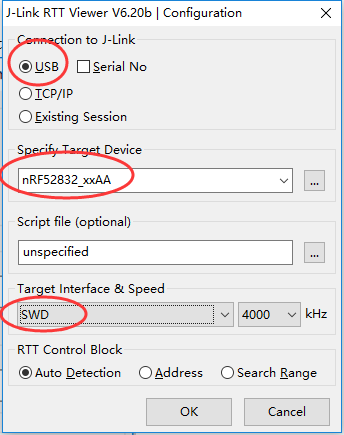 J-Link RTT Viewer V6.20b | Configuration
Connection to J-Link
USB Serial No
TCP/IP
Existing Session
Specify Target Device
nRF52832_xxAA ...
Script file (optional)
unspecified ...
Target Interface & Speed
SWD 4000 kHz
RTT Control Block
Auto Detection Address Search Range
OK Cancel